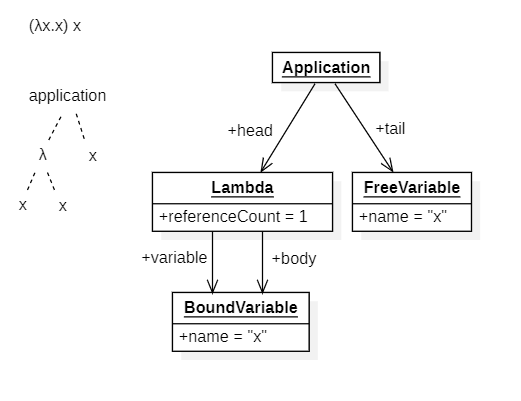 (λx.x) x
application
λ
x
x
x
Application
+head
+tail
Lambda
+referenceCount = 1
FreeVariable
+name = "x"
+variable
+body
BoundVariable
+name = "x"